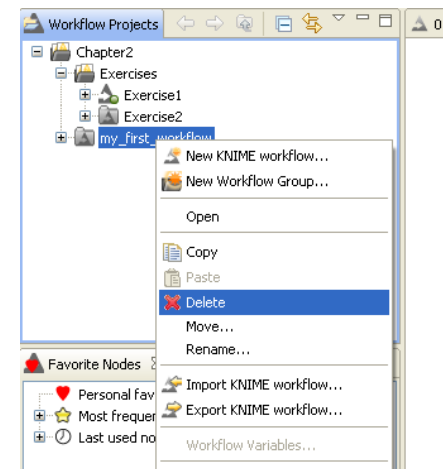 Workflow Projects
0
Chapter2
Exercises
Exercise1
Exercise2
my_first_workflow
New KNIME workflow...
New Workflow Group...
Open
Copy
Paste
Delete
Move...
Rename...
Favorite Nodes
Import KNIME workflow...
Personal fav
Export KNIME workflow...
Most frequen
Last used no
Workflow Variables...